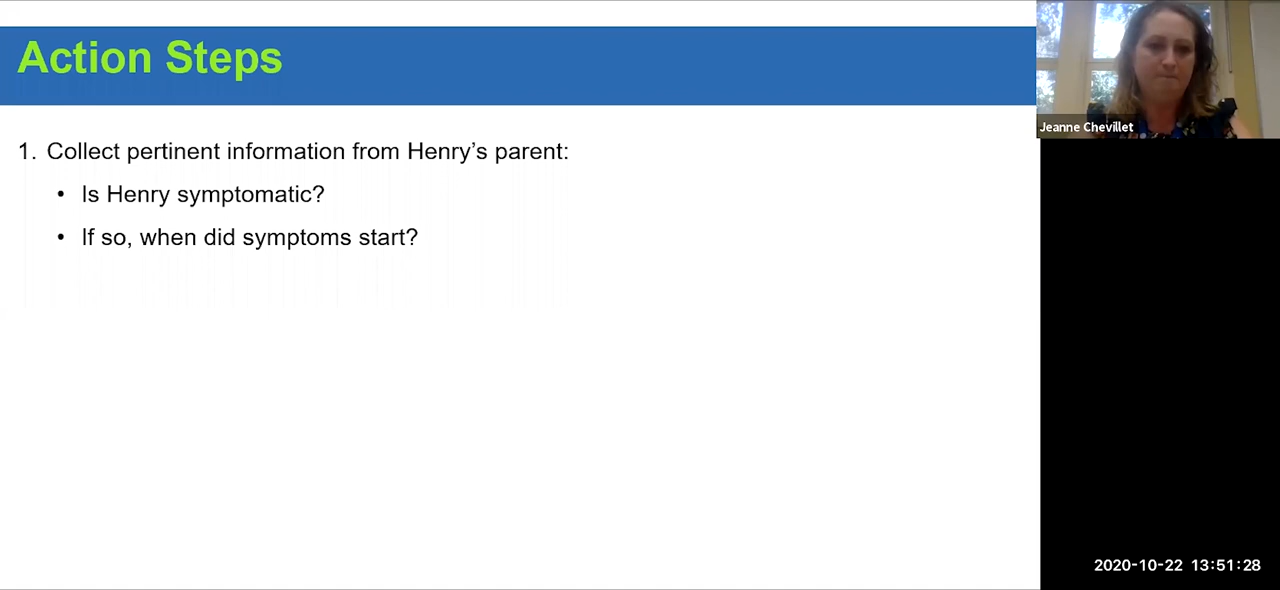 Action Steps
1. Collect pertinent information from Henry’s parent:
• Is Henry symptomatic?
• If so, when did symptoms start?
Jeanne Chevillet
2020-10-22 13:51:28